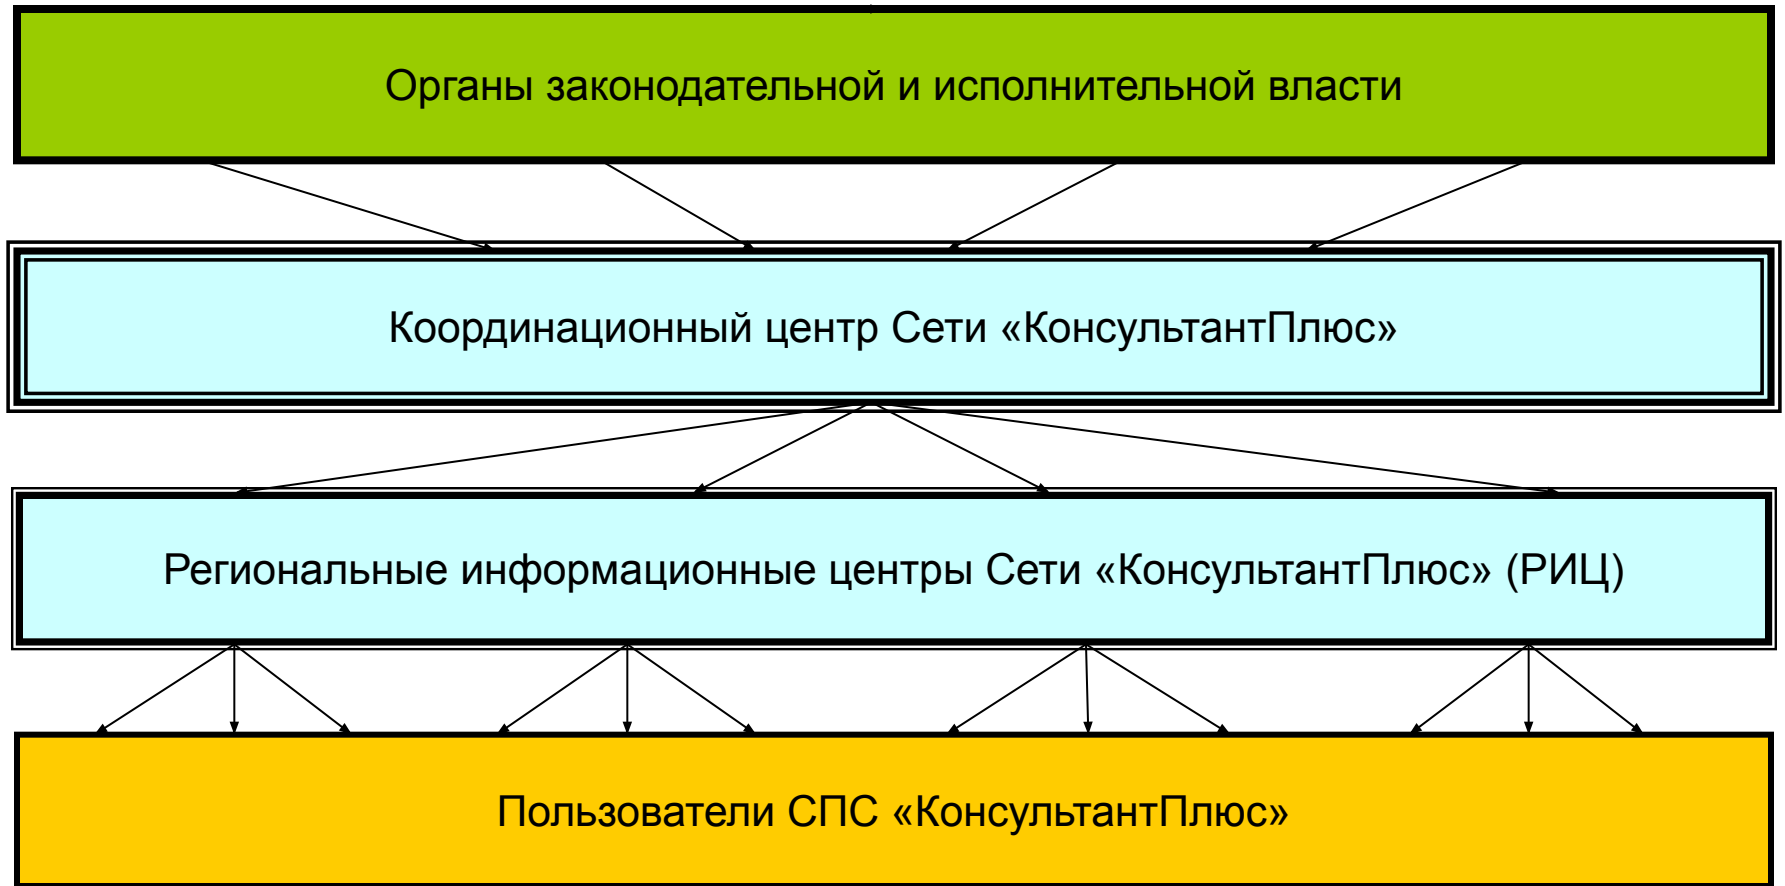 Органы законодательной и исполнительной власти
Координационный центр Сети «КонсультантПлюс»
Региональные информационные центры Сети «КонсультантПлюс» (РИЦ)
Пользователи СПС «КонсультантПлюс»